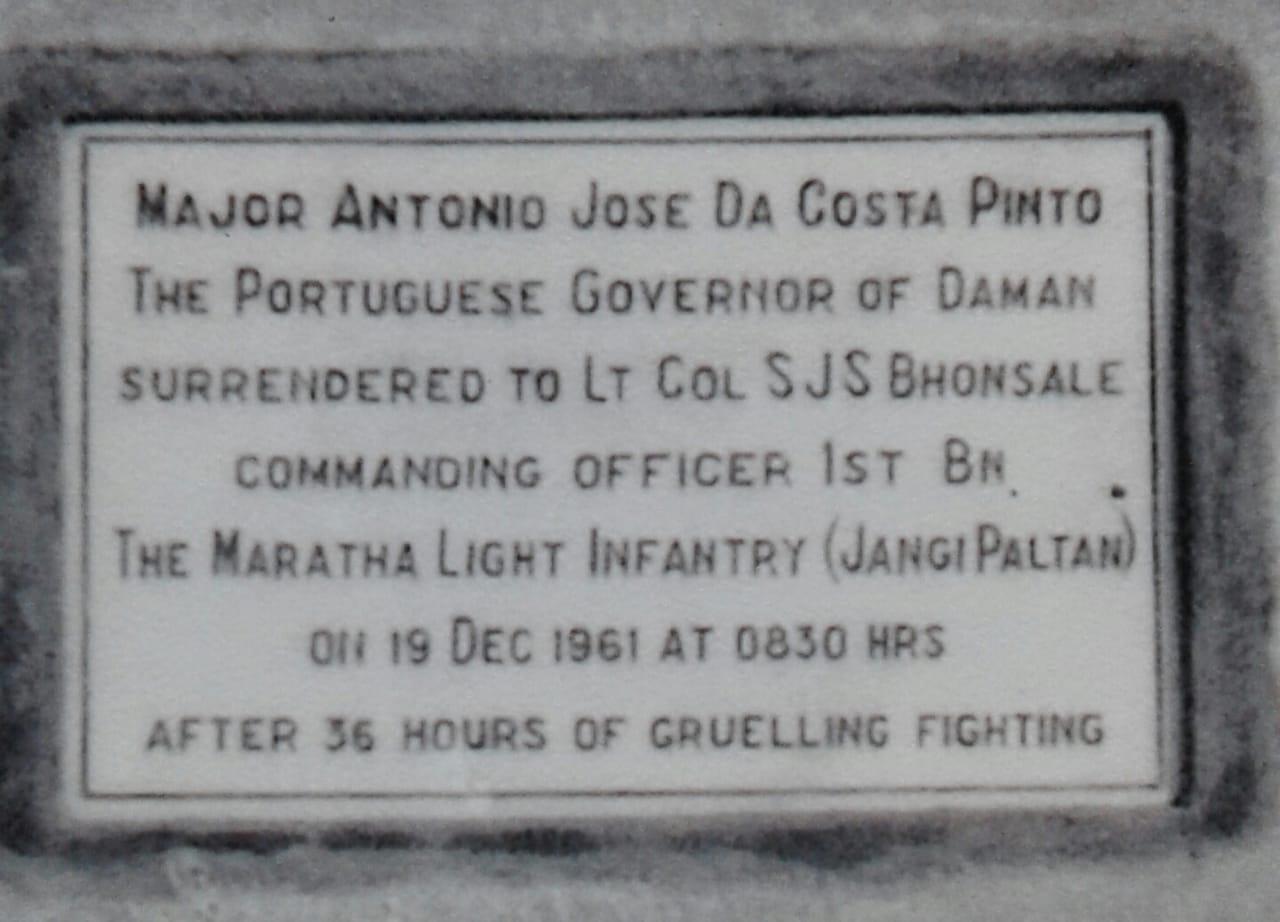 Major Antonio Jose Da Costa Pinto
The Portuguese Governor of Daman
surrendered to Lt Col S J S Bhonsale
commanding officer 1st Bn
The Maratha Light Infantry (Jangi Paltan)
on 19 Dec 1961 at 0830 hrs
after 36 hours of gruelling fighting